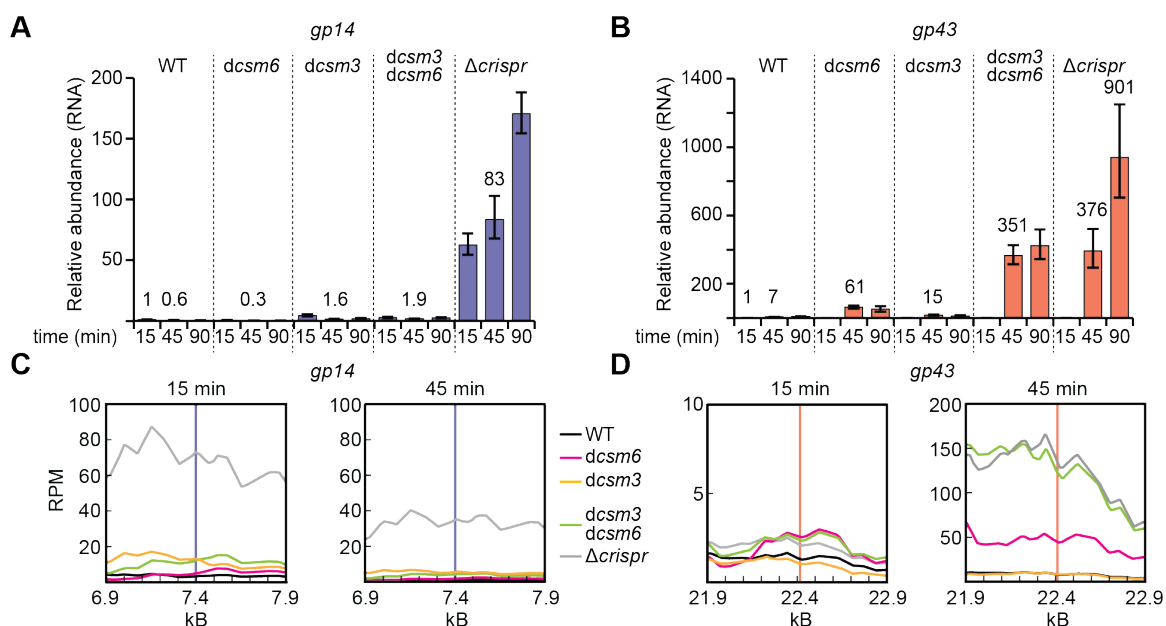 A
gp14
WT
dcsm6
dcsm3
dcsm3
dcsm6
Δcrispr
Relative abundance (RNA)
200
150
100
50
1 0.6
0.3
1.6
1.9
83
time (min)
15 45 90 15 45 90 15 45 90 15 45 90 15 45 90
B
gp43
WT
dcsm6
dcsm3
dcsm3
dcsm6
Δcrispr
Relative abundance (RNA)
1400
1000
600
200
1 7
61
15
351
376
901
time (min)
15 45 90 15 45 90 15 45 90 15 45 90 15 45 90
C
gp14
15 min
45 min
RPM
100
80
60
40
20
6.9 7.4 7.9
kB
100
80
60
40
20
6.9 7.4 7.9
kB
WT
dcsm6
dcsm3
dcsm3
dcsm6
Δcrispr
D
gp43
15 min
45 min
10
5
21.9 22.4 22.9
kB
200
150
100
50
21.9 22.4 22.9
kB